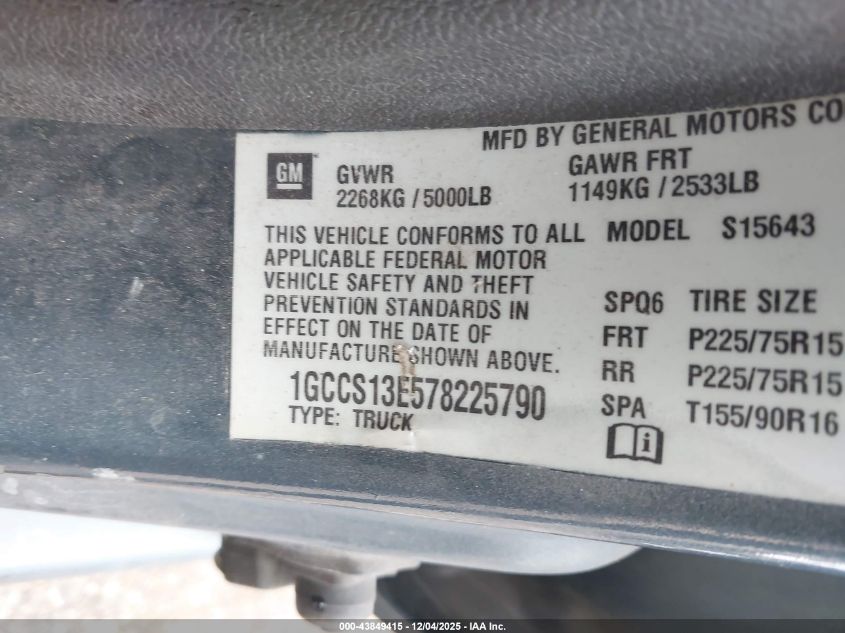 MFD BY GENERAL MOTORS CO
GM GVWR GAWR FRT
2268KG / 5000LB 1149KG / 2533LB
THIS VEHICLE CONFORMS TO ALL MODEL S15643
APPLICABLE FEDERAL MOTOR
VEHICLE SAFETY AND THEFT
PREVENTION STANDARDS IN SPQ6 TIRE SIZE
EFFECT ON THE DATE OF FRT P225/75R15
MANUFACTURE SHOWN ABOVE. RR P225/75R15
1GCCS13E578225790 SPA T155/90R16
TYPE: TRUCK
i
000-43849415 - 12/04/2025 - IAA Inc.